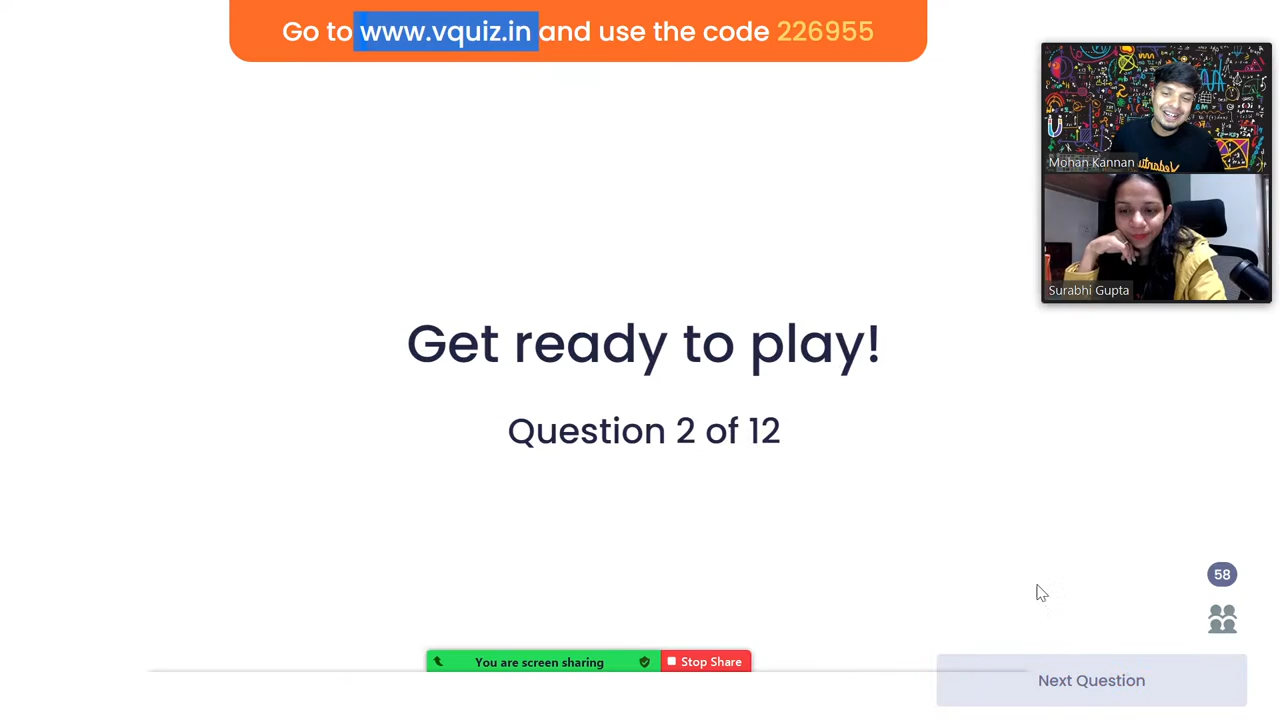 Go to www.vquiz.in and use the code 226955
Mohan Kannan
Vedantu
Surabhi Gupta
Get ready to play!
Question 2 of 12
58
You are screen sharing
Stop Share
Next Question